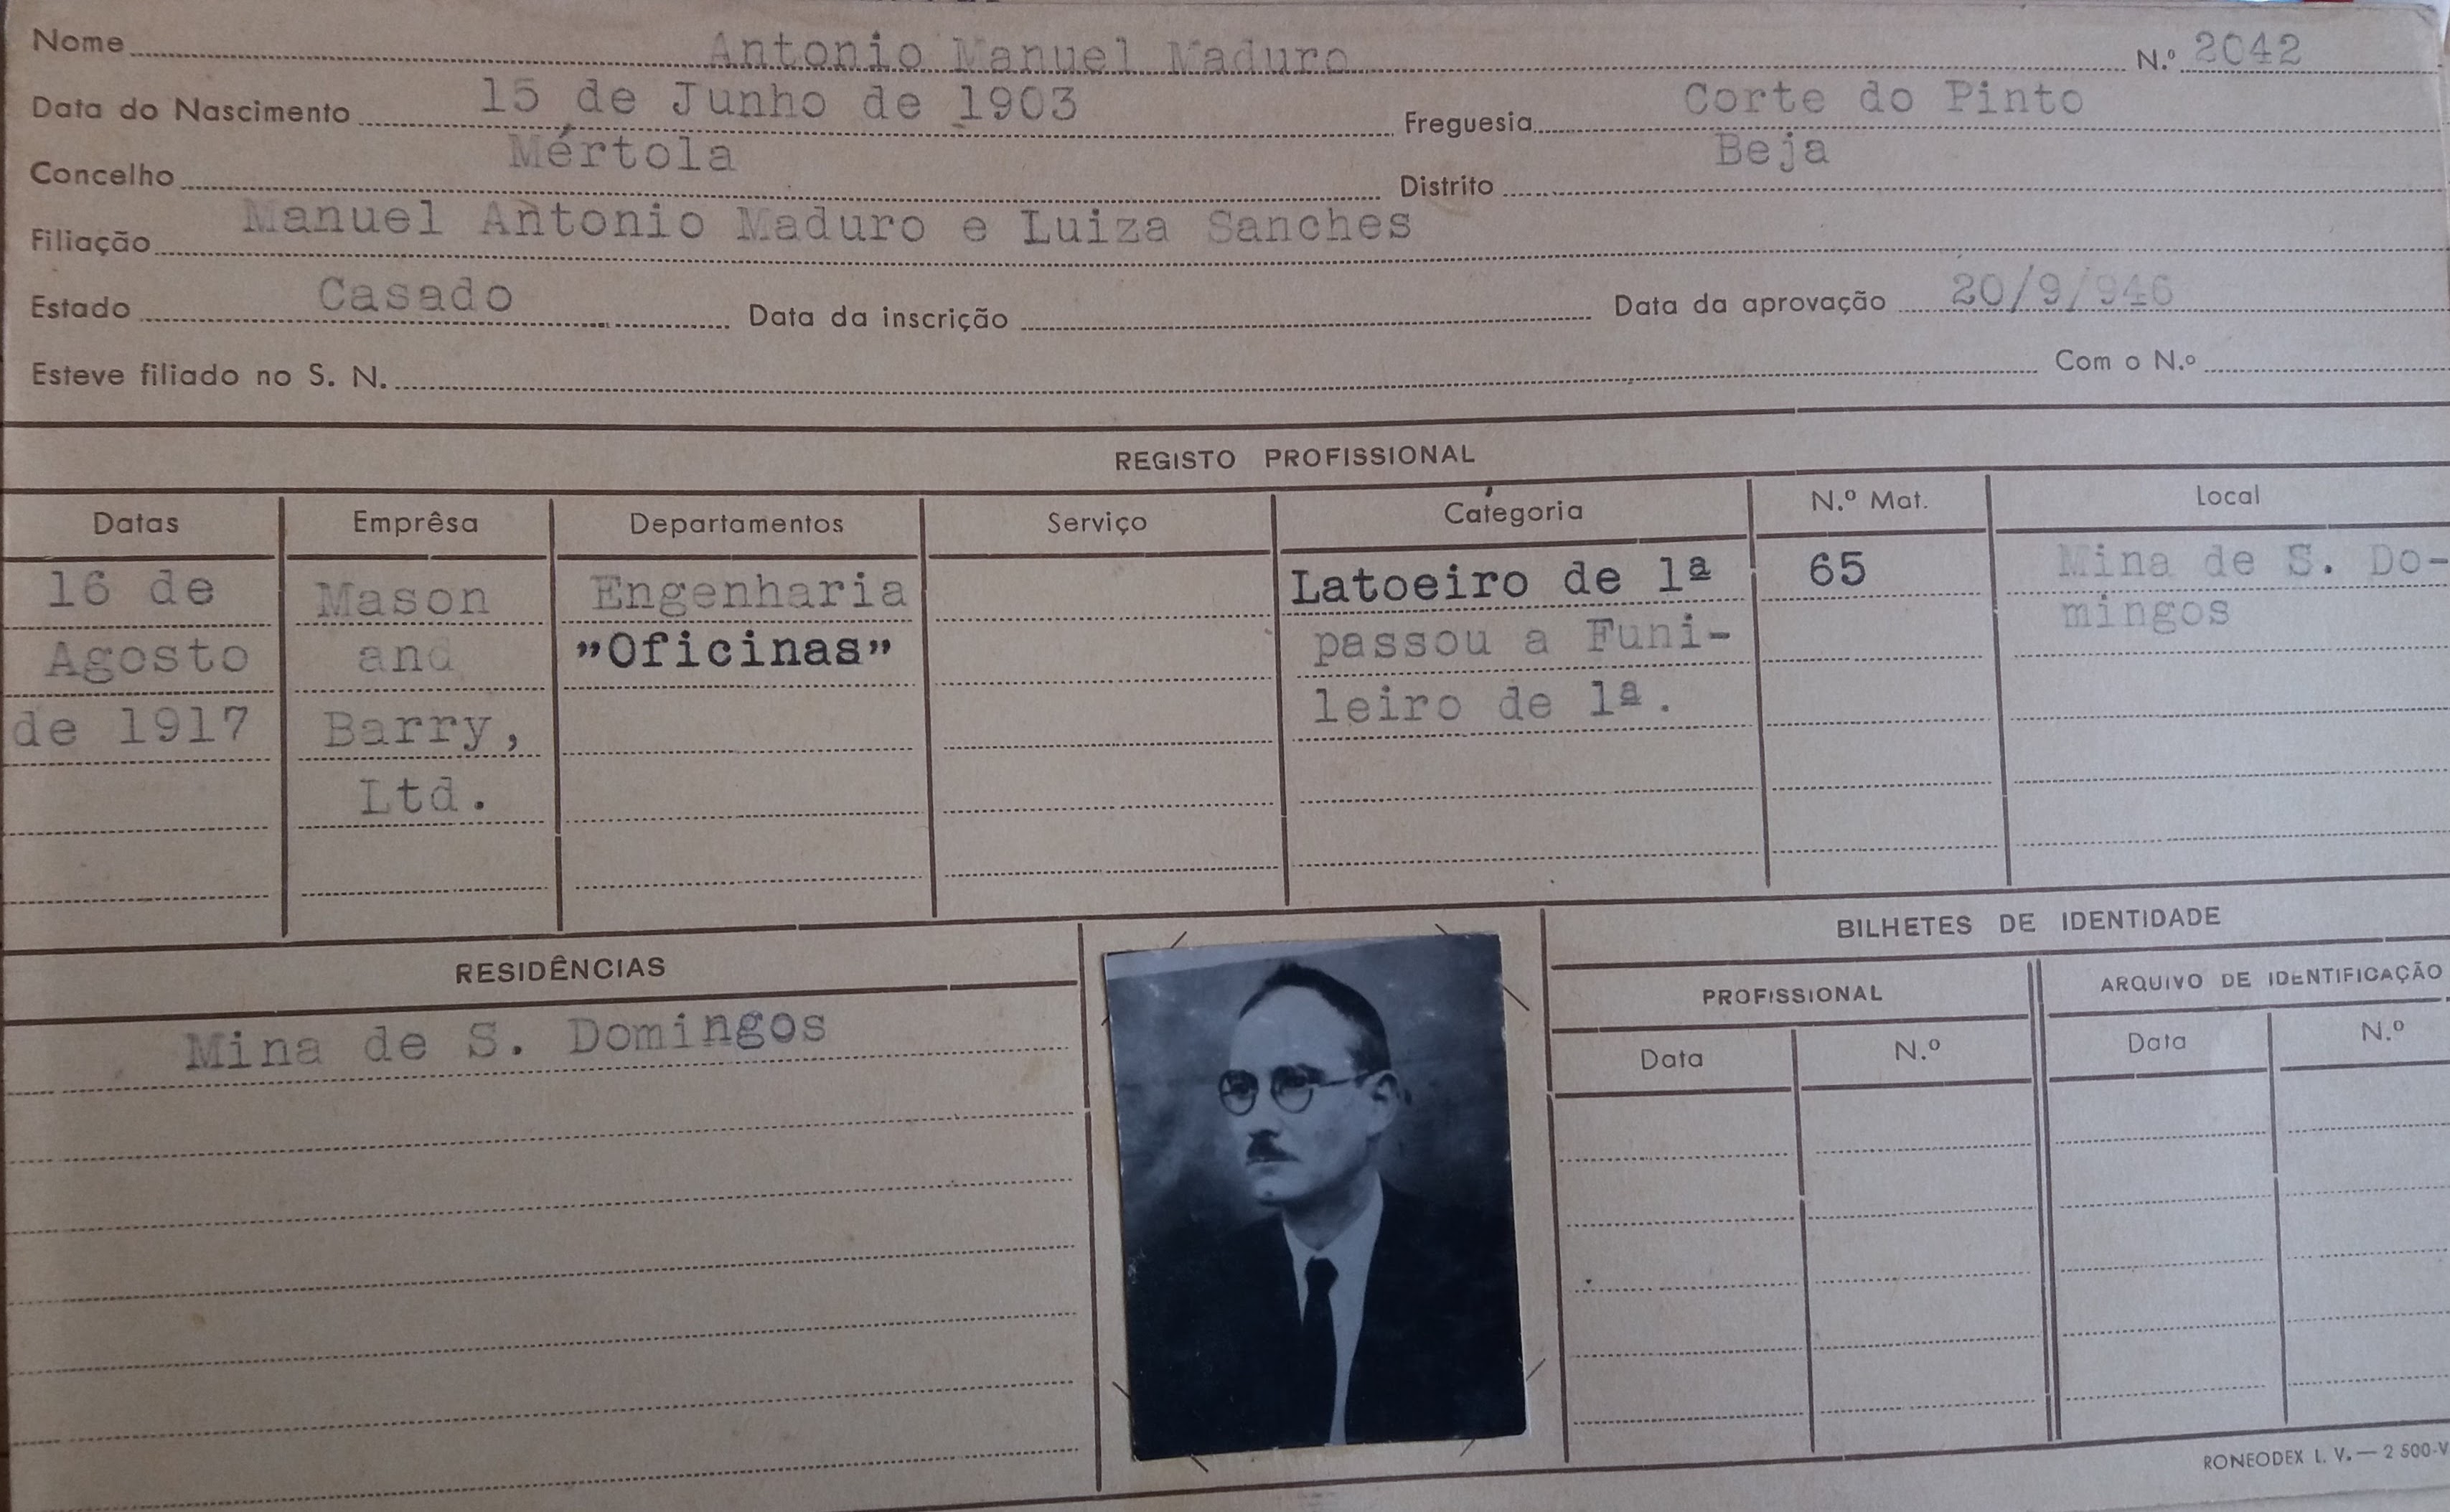 Nome Antonio Manuel Maduro N.º 2042
Data do Nascimento 15 de Junho de 1903 Freguesia Corte do Pinto
Concelho Mértola Distrito Beja
Filiação Manuel Antonio Maduro e Luiza Sanches
Estado Casado Data da inscrição Data da aprovação 20/9/946
Esteve filiado no S. N. Com o N.º
REGISTO PROFISSIONAL
Datas Emprêsa Departamentos Serviço Categoria N.º Mat. Local
16 de Mason Engenharia Latoeiro de 1ª 65 Mina de S. Do-
Agosto and "Oficinas" passou a Funi- mingos
de 1917 Barry, leiro de 1ª.
Ltd.
RESIDÊNCIAS
Mina de S. Domingos
BILHETES DE IDENTIDADE
PROFISSIONAL ARQUIVO DE IDENTIFICAÇÃO
Data N.º Data N.º
RONEODEX L. V. — 2 500-V